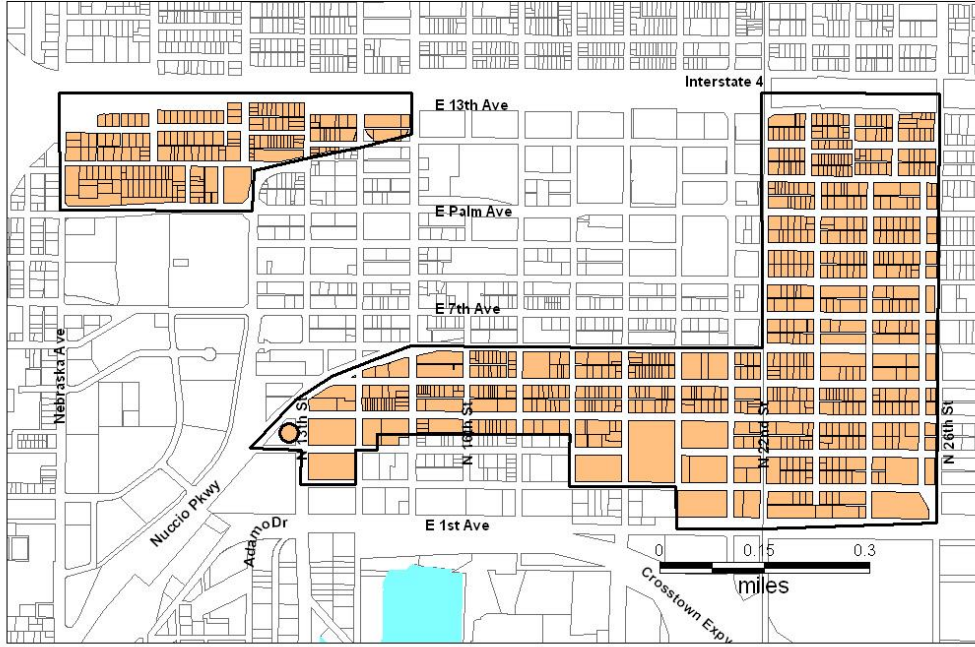 Interstate 4
E 13th Ave
E Palm Ave
E 7th Ave
Nebraska Ave
N 13th St
N 16th St
N 22nd St
N 26th St
Nuccio Pkwy
Adamo Dr
E 1st Ave
0 0.15 0.3
miles
Crosstown Expy